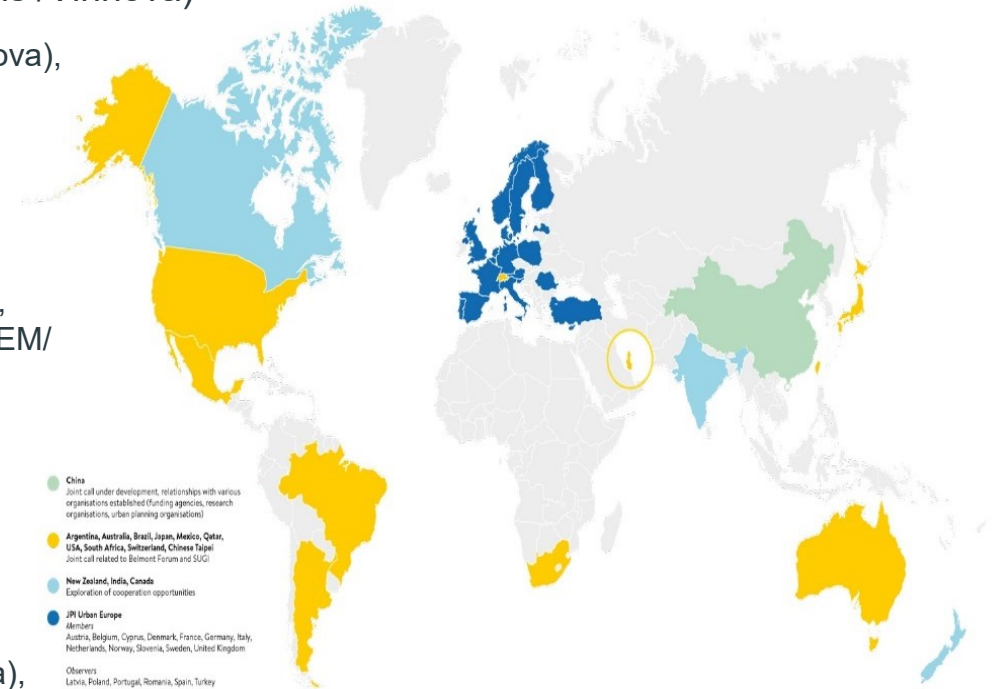 ova),
,
EM/
China
Joint call under development, relationships with various
organisations established (funding agencies, research
organisations, urban planning organisations)
Argentina, Australia, Brazil, Japan, Mexico, Qatar,
USA, South Africa, Switzerland, Chinese Taipei
Joint call related to Belmont Forum and SUGI
New Zealand, India, Canada
Exploration of cooperation opportunities
JPI Urban Europe
Members
Austria, Belgium, Cyprus, Denmark, France, Germany, Italy,
Netherlands, Norway, Slovenia, Sweden, United Kingdom
Observers
Latvia, Poland, Portugal, Romania, Spain, Turkey
a),